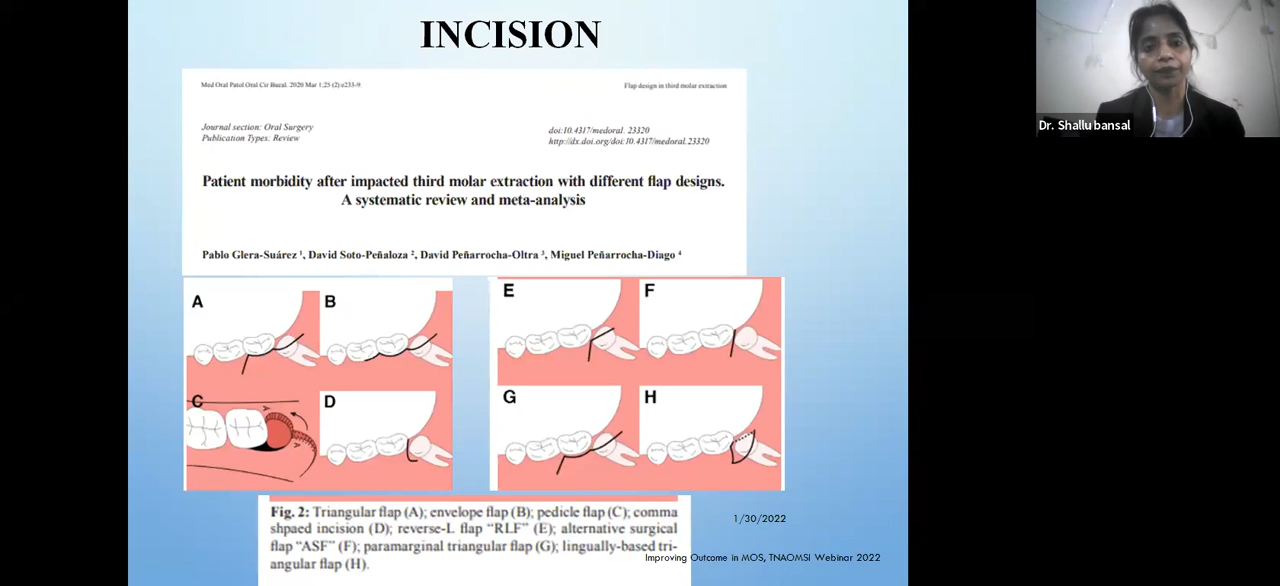 INCISION
Med Oral Patol Oral Cir Bucal. 2020 Mar 1;25 (2):e233-9.
Flap design in third molar extraction
Journal section: Oral Surgery
Publication Types: Review
doi:10.4317/medoral. 23320
http://dx.doi.org/doi:10.4317/medoral.23320
Patient morbidity after impacted third molar extraction with different flap designs.
A systematic review and meta-analysis
Pablo Glera-Suárez 1, David Soto-Peñaloza 2, David Peñarrocha-Oltra 3, Miguel Peñarrocha-Diago 4
A
B
C
D
E
F
G
H
Fig. 2: Triangular flap (A); envelope flap (B); pedicle flap (C); comma
shpaed incision (D); reverse-L flap “RLF” (E); alternative surgical
flap “ASF” (F); paramarginal triangular flap (G); lingually-based tri-
angular flap (H).
1/30/2022
Improving Outcome in MOS, TNAOMSI Webinar 2022
Dr. Shallu bansal